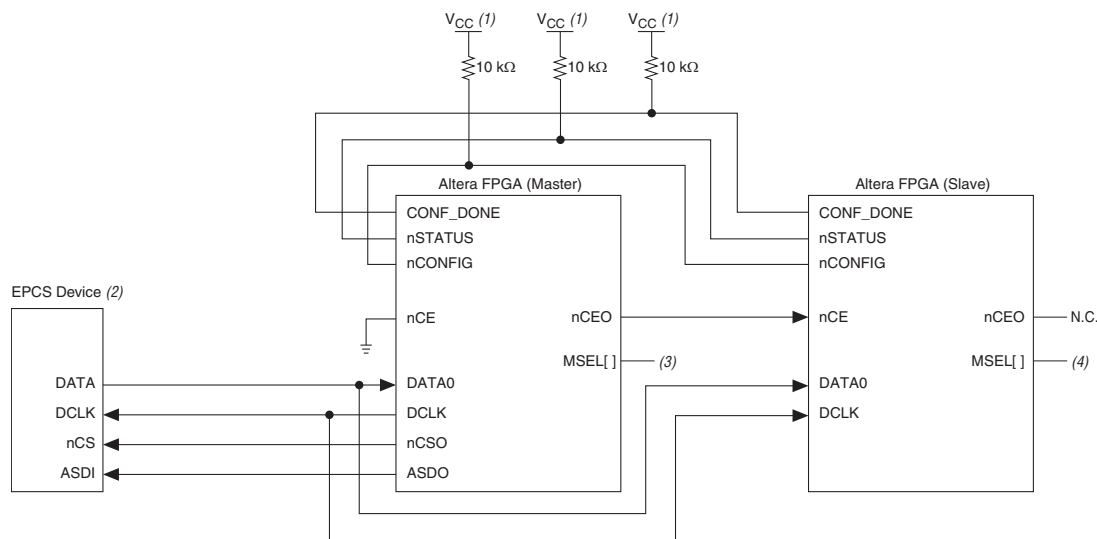 VCC (1) VCC (1) VCC (1)
10 kΩ 10 kΩ 10 kΩ
Altera FPGA (Master)
CONF_DONE
nSTATUS
nCONFIG
nCE
nCEO
MSEL[ ] (3)
DATA0
DCLK
nCSO
ASDO
Altera FPGA (Slave)
CONF_DONE
nSTATUS
nCONFIG
nCE
nCEO N.C.
MSEL[ ] (4)
DATA0
DCLK
EPCS Device (2)
DATA
DCLK
nCS
ASDI